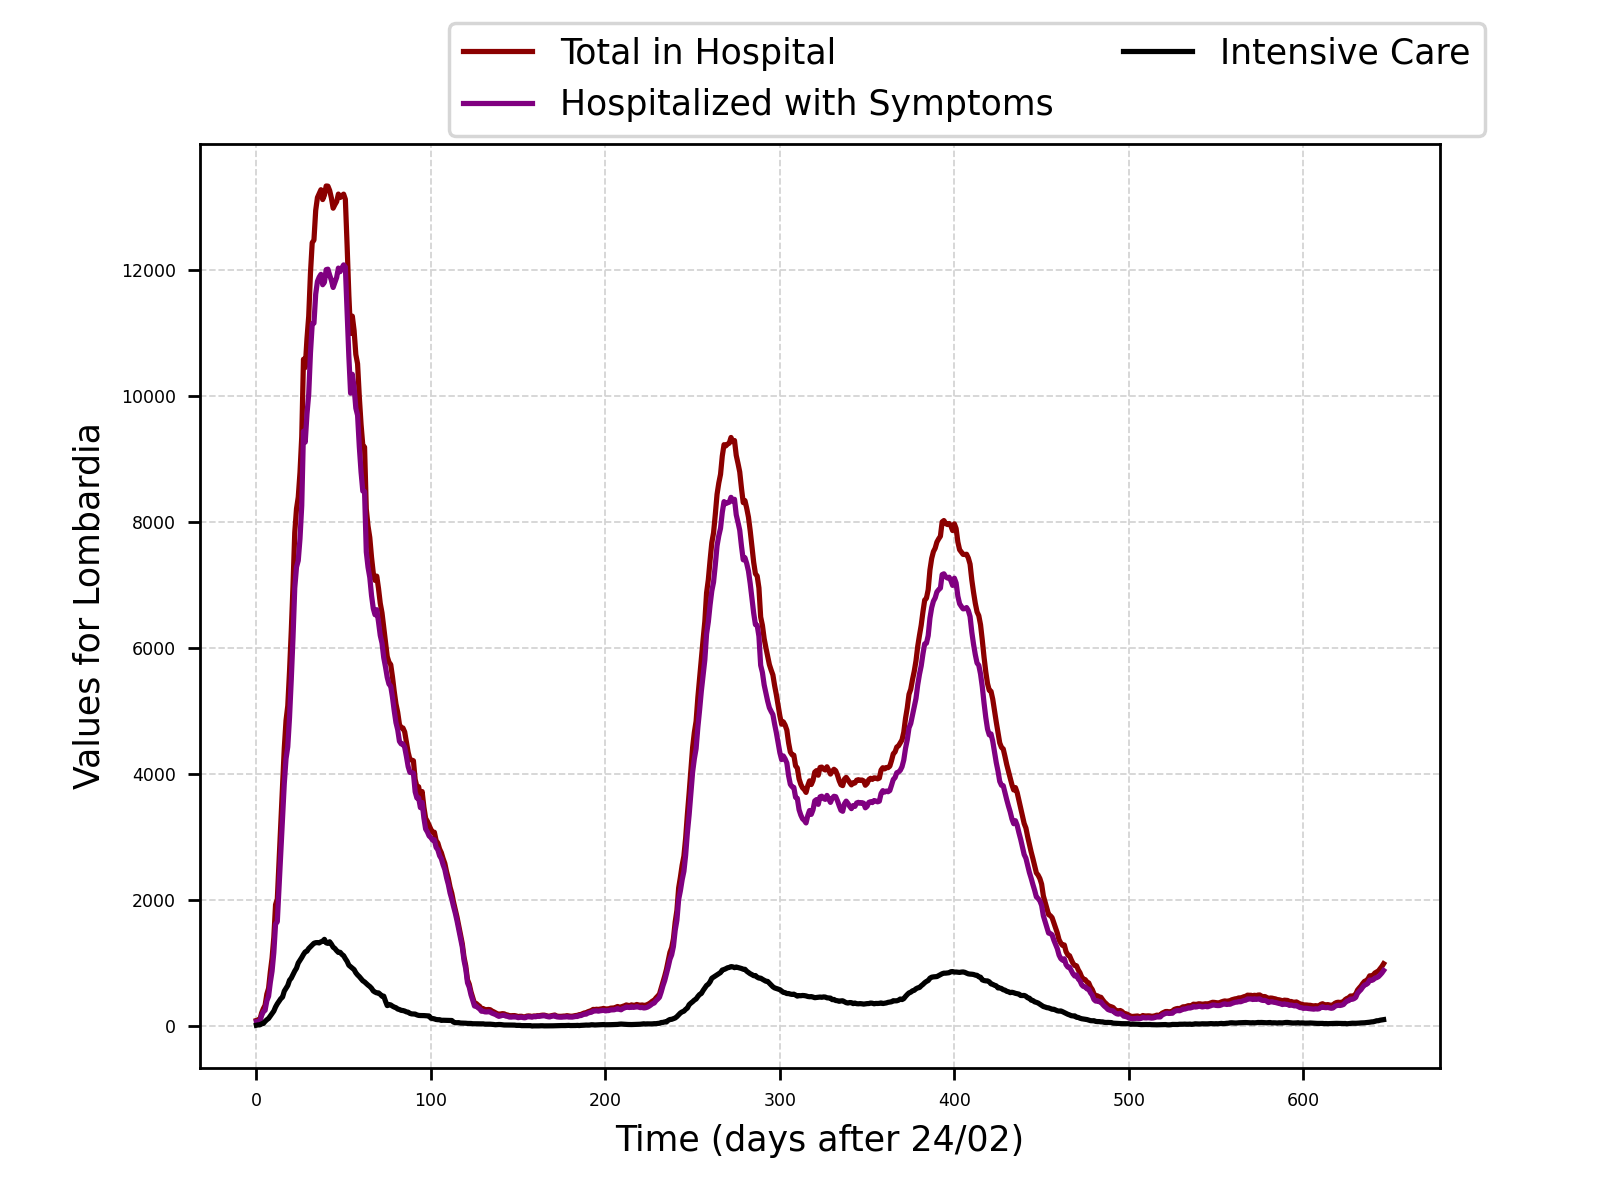 Total in Hospital
Hospitalized with Symptoms
Intensive Care
Values for Lombardia
12000
10000
8000
6000
4000
2000
0
0 100 200 300 400 500 600
Time (days after 24/02)